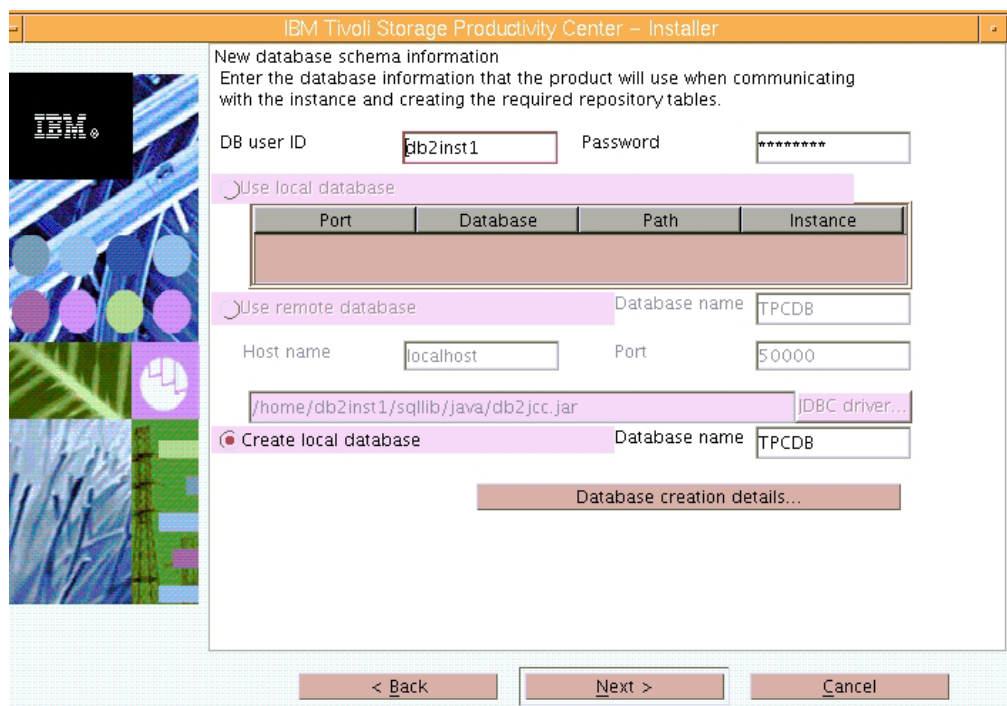 IBM Tivoli Storage Productivity Center – Installer
IBM®
New database schema information
Enter the database information that the product will use when communicating
with the instance and creating the required repository tables.
DB user ID db2inst1 Password ********
Use local database
Port Database Path Instance
Use remote database Database name TPCDB
Host name localhost Port 50000
/home/db2inst1/sqllib/java/db2jcc.jar JDBC driver...
Create local database Database name TPCDB
Database creation details...
< Back Next > Cancel